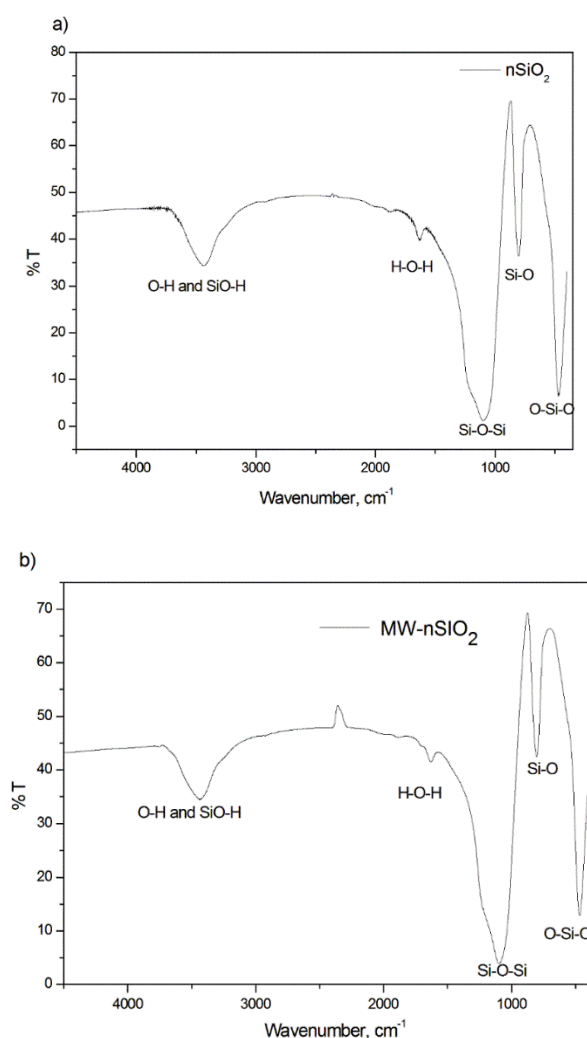 a)
80
nSiO2
70
60
50
40
30
20
10
0
% T
O-H and SiO-H
H-O-H
Si-O
Si-O-Si
O-Si-O
4000 3000 2000 1000
Wavenumber, cm-1
b)
70
MW-nSIO2
60
50
40
30
20
10
0
% T
O-H and SiO-H
H-O-H
Si-O
O-Si-O
Si-O-Si
4000 3000 2000 1000
Wavenumber, cm-1